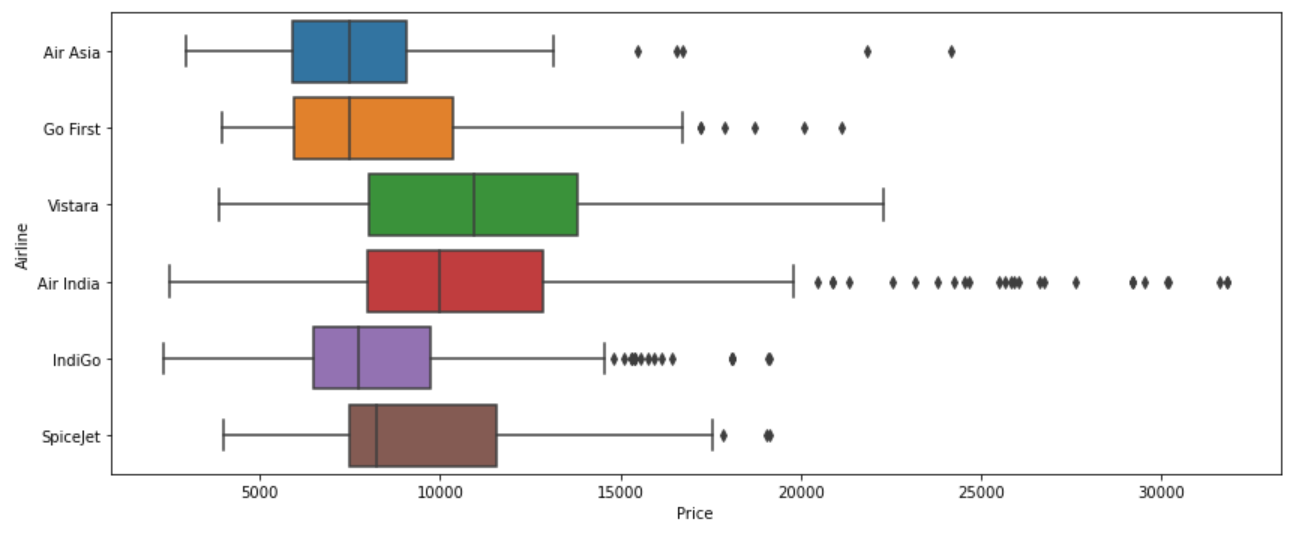 Air Asia
Go First
Vistara
Air India
IndiGo
SpiceJet
Airline
5000 10000 15000 20000 25000 30000
Price